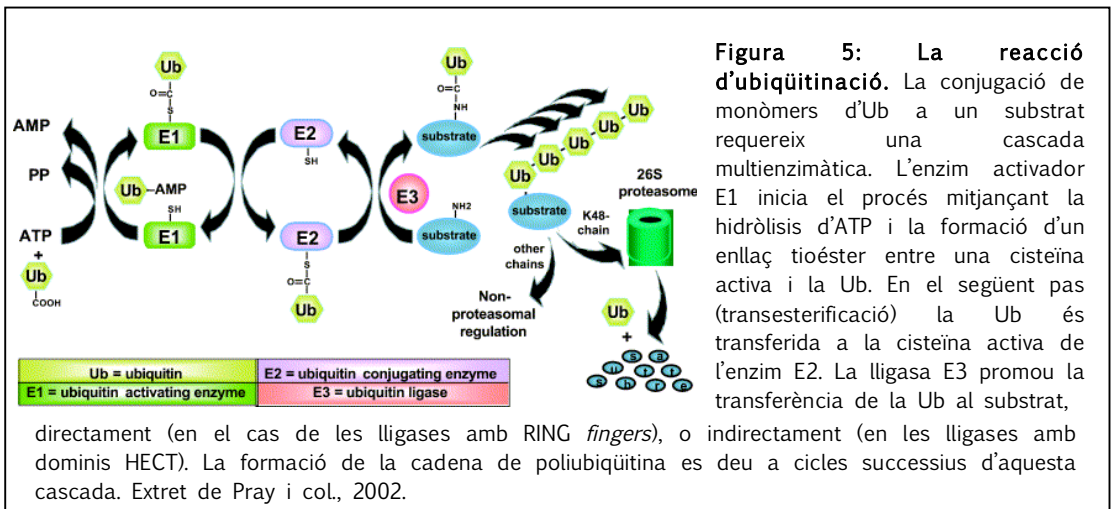 Ub
O=C
S
E1
AMP
PP
Ub-AMP
SH
E1
ATP
+
Ub
COOH
E2
SH
E2
S
O=C
Ub
Ub
O=C
NH
substrate
E3
NH2
substrate
Ub
Ub
Ub
Ub
Ub
substrate
K48-
chain
26S
proteasome
other
chains
Non-
proteasomal
regulation
Ub
+
s a
u t t
s b r e
Ub = ubiquitin
E2 = ubiquitin conjugating enzyme
E1 = ubiquitin activating enzyme
E3 = ubiquitin ligase
Figura 5: La reacció
d'ubiqüitinació. La conjugació de
monòmers d'Ub a un substrat
requereix una cascada
multienzimàtica. L'enzim activador
E1 inicia el procés mitjançant la
hidròlisis d'ATP i la formació d'un
enllaç tioéster entre una cisteïna
activa i la Ub. En el següent pas
(transesterificació) la Ub és
transferida a la cisteïna activa de
l'enzim E2. La lligasa E3 promou la
transferència de la Ub al substrat,
directament (en el cas de les lligases amb RING fingers), o indirectament (en les lligases amb
dominis HECT). La formació de la cadena de poliubiqüitina es deu a cicles successius d'aquesta
cascada. Extret de Pray i col., 2002.